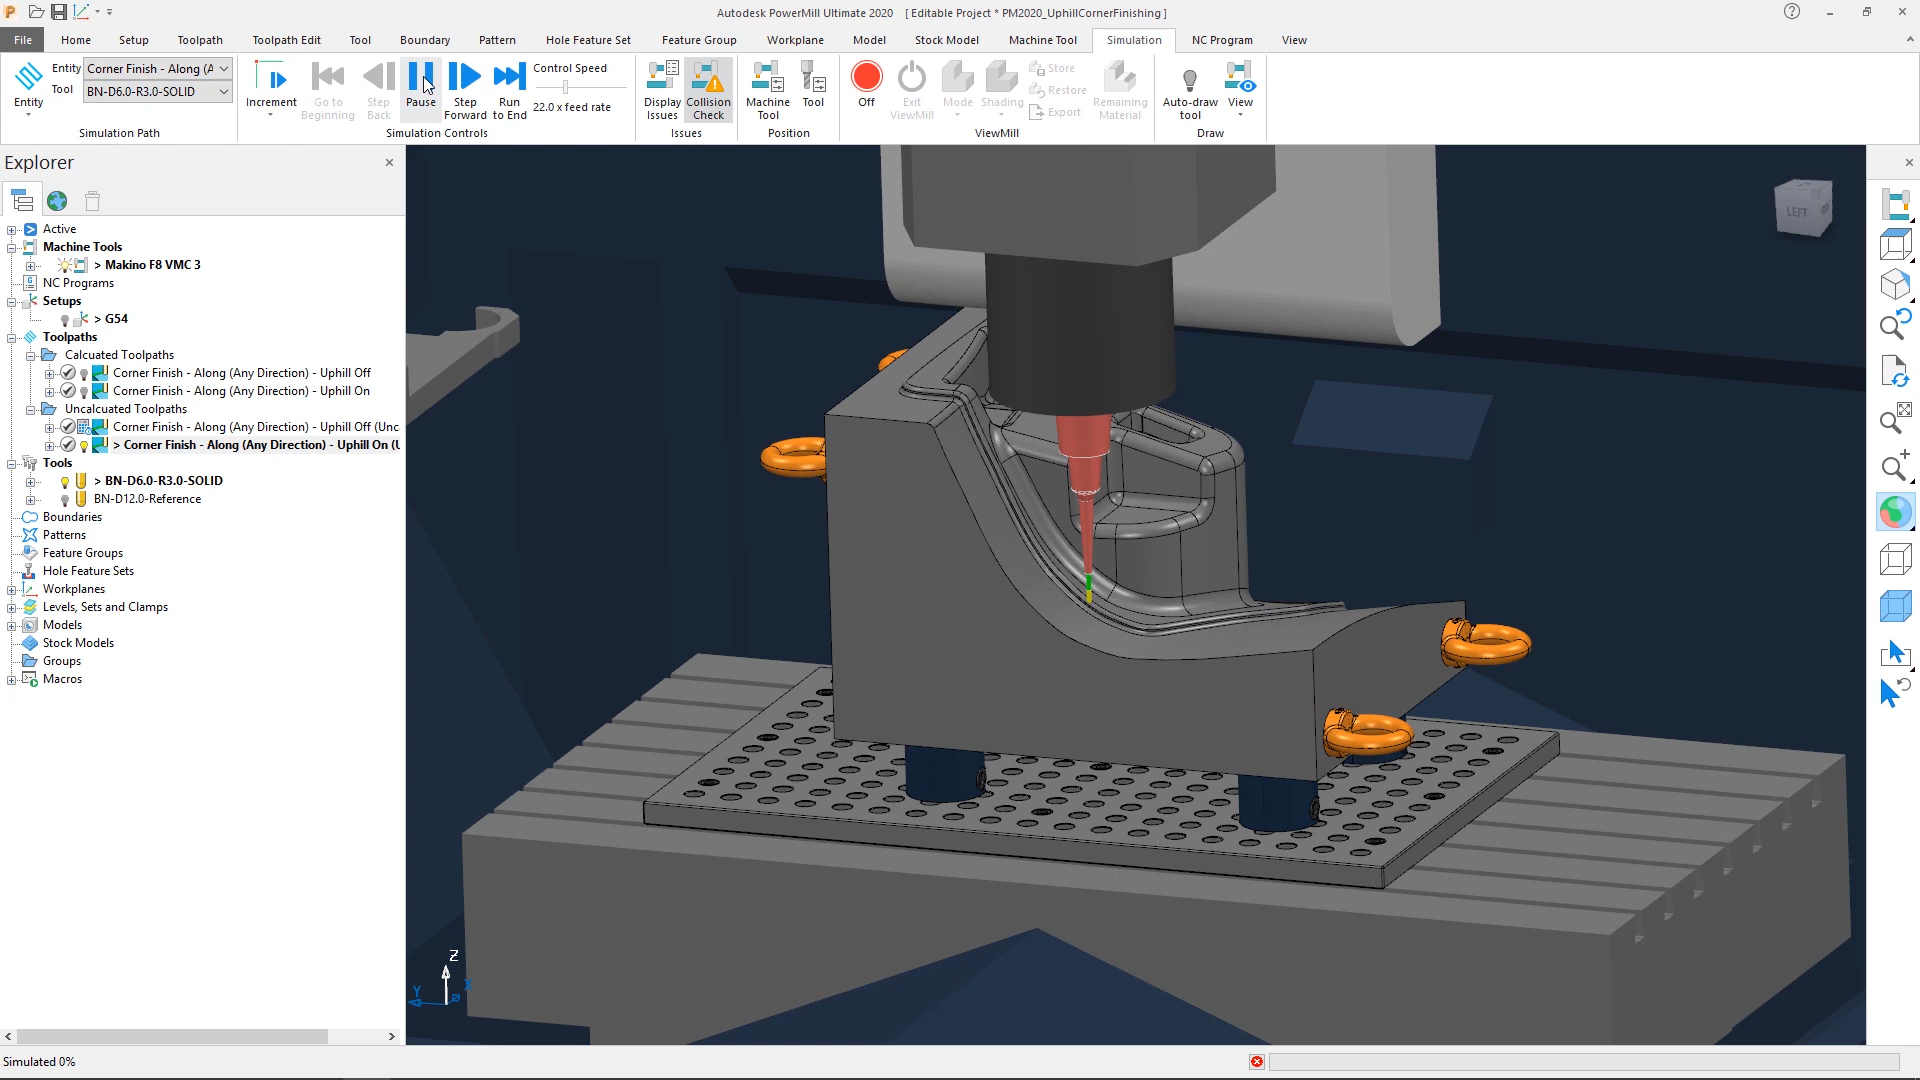 Autodesk PowerMill Ultimate 2020 [ Editable Project * PM2020_UphillCornerFinishing ]
File Home Setup Toolpath Toolpath Edit Tool Boundary Pattern Hole Feature Set Feature Group Workplane Model Stock Model Machine Tool Simulation NC Program View
Entity
Entity Corner Finish - Along (A
Tool BN-D6.0-R3.0-SOLID
Simulation Path
Increment
Go to Beginning
Step Back
Pause
Step Forward
Run to End
Control Speed
22.0 x feed rate
Simulation Controls
Display Issues
Collision Check
Issues
Machine Tool
Tool
Position
Off
Exit ViewMill
Mode
Shading
Store
Restore
Export
Remaining Material
ViewMill
Auto-draw tool
View
Draw
Explorer
Active
Machine Tools
> Makino F8 VMC 3
NC Programs
Setups
> G54
Toolpaths
Calcuated Toolpaths
Corner Finish - Along (Any Direction) - Uphill Off
Corner Finish - Along (Any Direction) - Uphill On
Uncalcuated Toolpaths
Corner Finish - Along (Any Direction) - Uphill Off (Unc
> Corner Finish - Along (Any Direction) - Uphill On (U
Tools
> BN-D6.0-R3.0-SOLID
BN-D12.0-Reference
Boundaries
Patterns
Feature Groups
Hole Feature Sets
Workplanes
Levels, Sets and Clamps
Models
Stock Models
Groups
Macros
LEFT
Z
Y
X
Simulated 0%